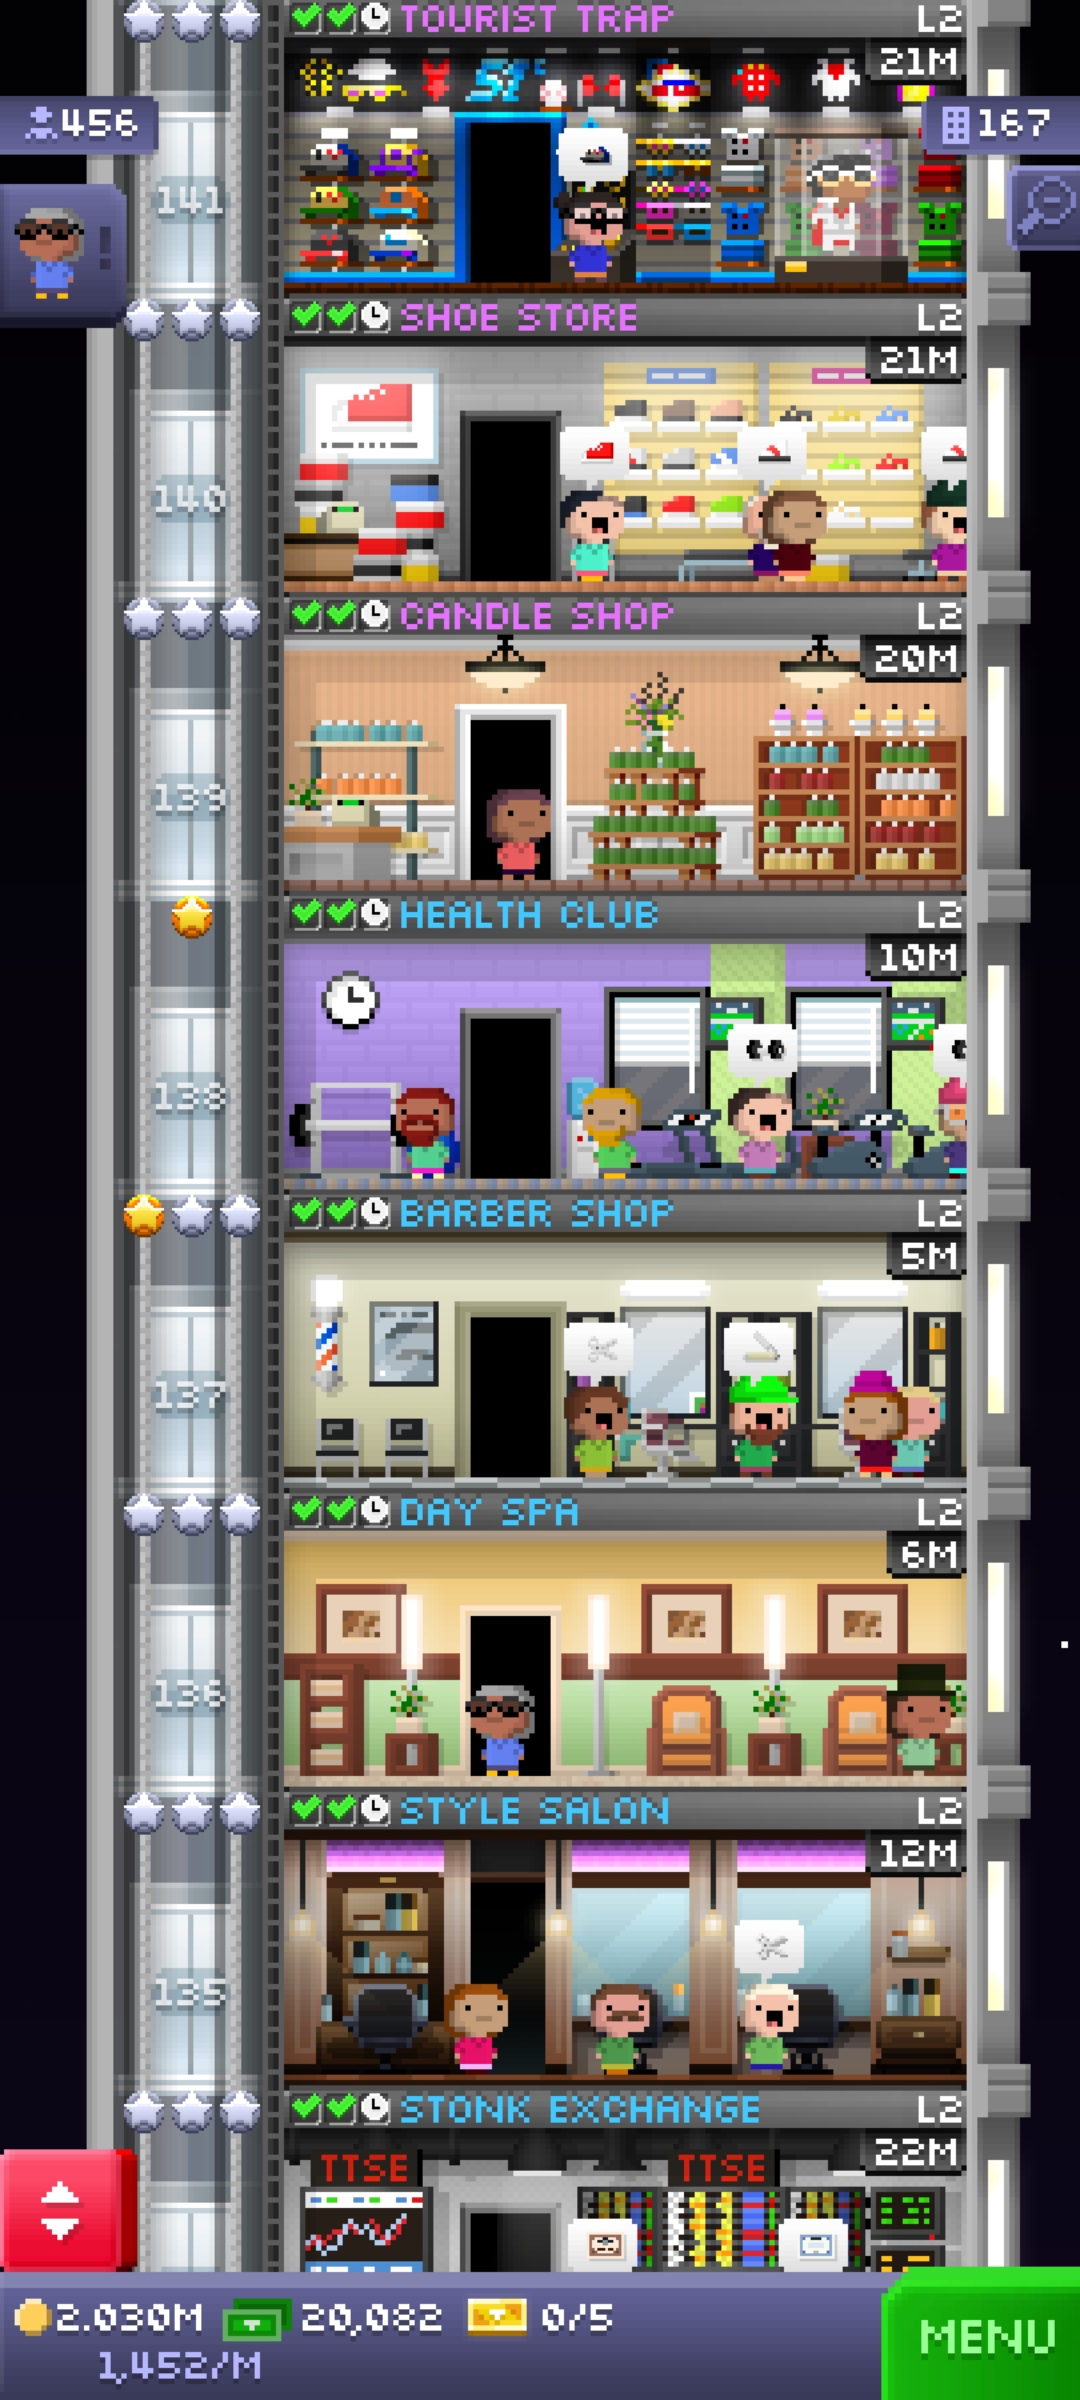 TOURIST TRAP L2
21M
456
167
141
SHOE STORE L2
21M
140
CANDLE SHOP L2
20M
139
HEALTH CLUB L2
10M
138
BARBER SHOP L2
5M
137
DAY SPA L2
6M
136
STYLE SALON L2
12M
135
STONK EXCHANGE L2
22M
TTSE TTSE
2.030M 20,082 0/5
1,452/M
MENU